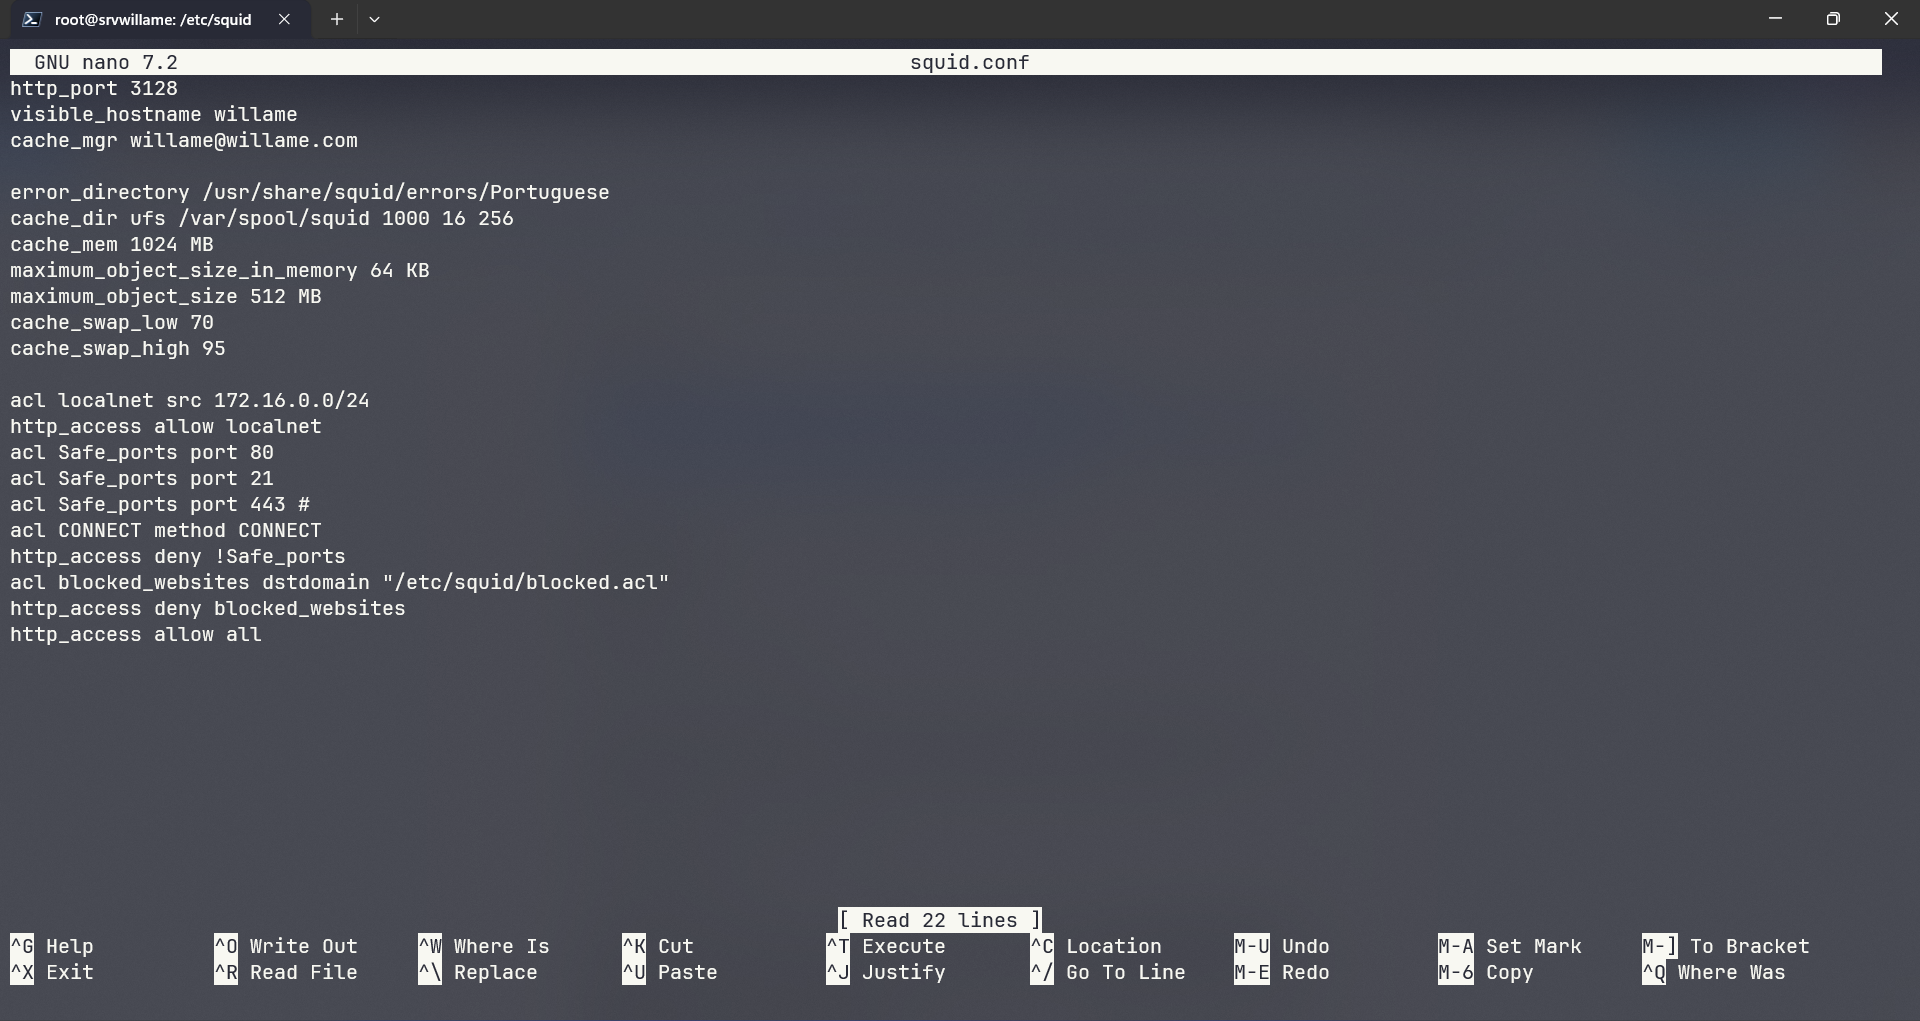 root@srvwillame: /etc/squid
GNU nano 7.2 squid.conf
http_port 3128
visible_hostname willame
cache_mgr willame@willame.com

error_directory /usr/share/squid/errors/Portuguese
cache_dir ufs /var/spool/squid 1000 16 256
cache_mem 1024 MB
maximum_object_size_in_memory 64 KB
maximum_object_size 512 MB
cache_swap_low 70
cache_swap_high 95

acl localnet src 172.16.0.0/24
http_access allow localnet
acl Safe_ports port 80
acl Safe_ports port 21
acl Safe_ports port 443 #
acl CONNECT method CONNECT
http_access deny !Safe_ports
acl blocked_websites dstdomain "/etc/squid/blocked.acl"
http_access deny blocked_websites
http_access allow all

[ Read 22 lines ]
^G Help ^O Write Out ^W Where Is ^K Cut ^T Execute ^C Location M-U Undo M-A Set Mark M-] To Bracket
^X Exit ^R Read File ^\ Replace ^U Paste ^J Justify ^/ Go To Line M-E Redo M-6 Copy ^Q Where Was